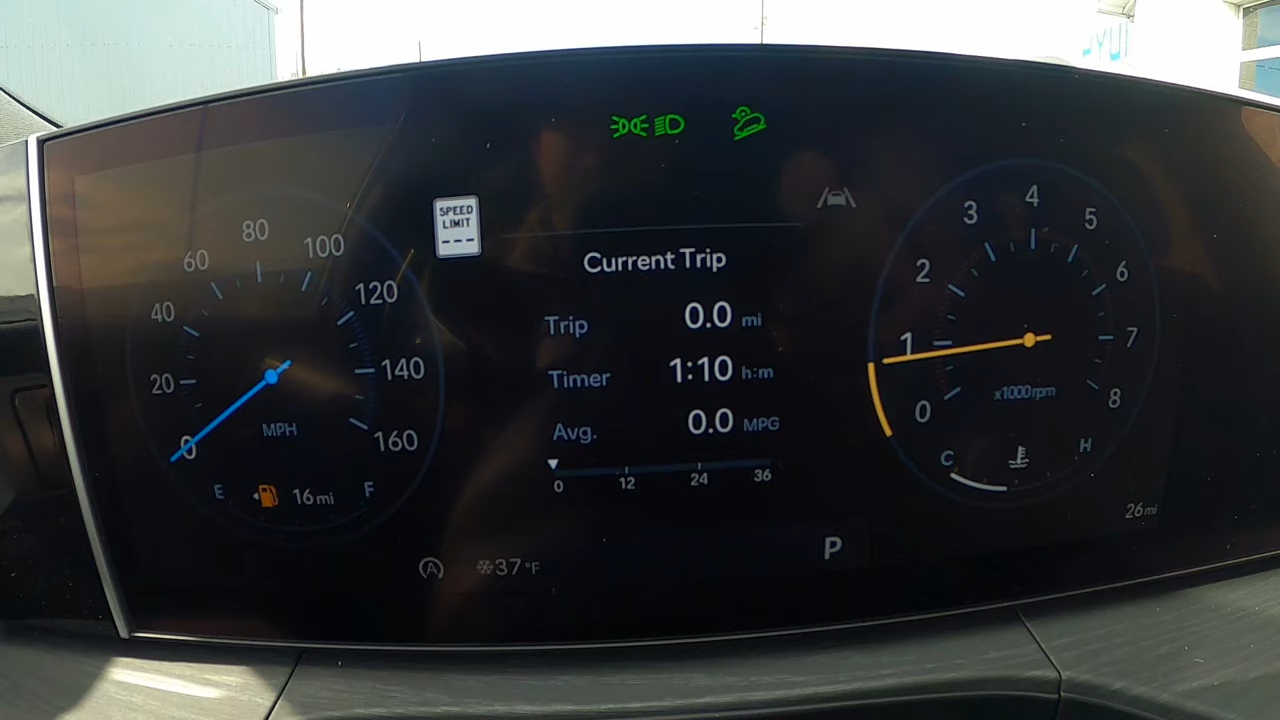 UYH
SPEED
LIMIT
---
Current Trip
Trip 0.0 mi
Timer 1:10 h:m
Avg. 0.0 MPG
0 12 24 36
0 20 40 60 80 100 120 140 160
MPH
E 16 mi F
0 1 2 3 4 5 6 7 8
x1000rpm
C H
26 mi
A 37°F
P